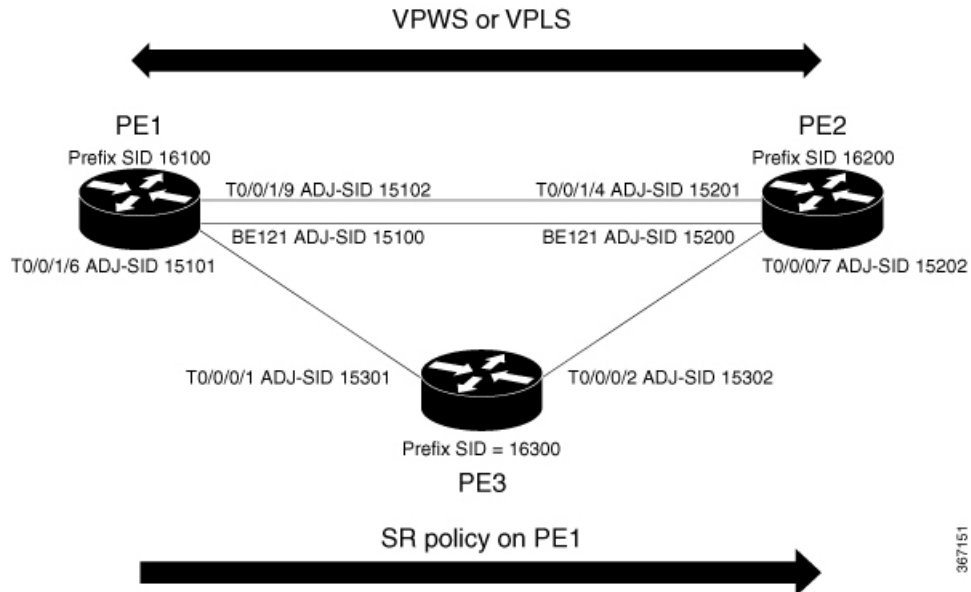 VPWS or VPLS
PE1
PE2
Prefix SID 16100
Prefix SID 16200
T0/0/1/9 ADJ-SID 15102
T0/0/1/4 ADJ-SID 15201
BE121 ADJ-SID 15100
BE121 ADJ-SID 15200
T0/0/1/6 ADJ-SID 15101
T0/0/0/7 ADJ-SID 15202
T0/0/0/1 ADJ-SID 15301
T0/0/0/2 ADJ-SID 15302
Prefix SID = 16300
PE3
SR policy on PE1
367151